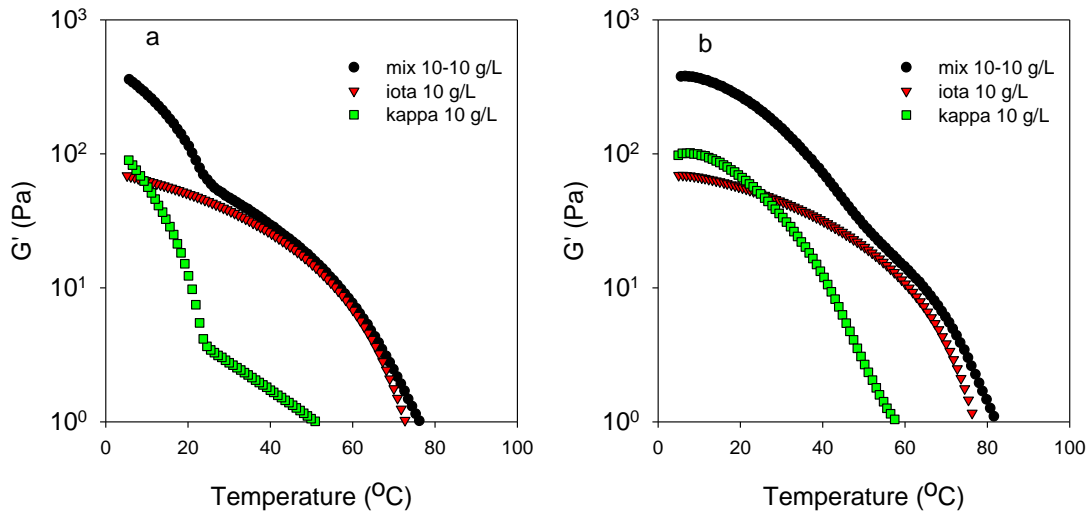 a
mix 10-10 g/L
iota 10 g/L
kappa 10 g/L
G' (Pa)
10³
10²
10¹
10⁰
0 20 40 60 80 100
Temperature (ºC)
b
mix 10-10 g/L
iota 10 g/L
kappa 10 g/L
G' (Pa)
10³
10²
10¹
10⁰
0 20 40 60 80 100
Temperature (ºC)